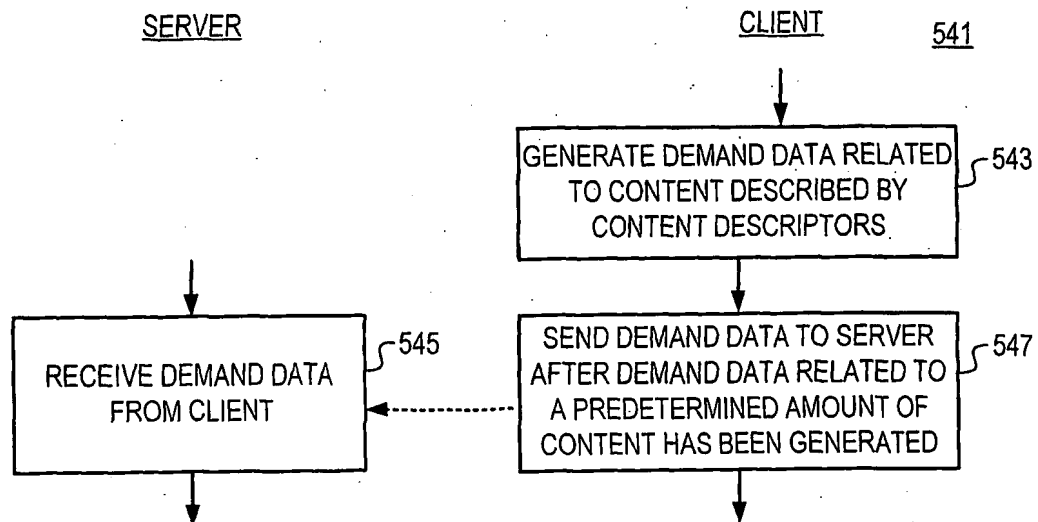 SERVER
CLIENT
541
GENERATE DEMAND DATA RELATED
TO CONTENT DESCRIBED BY
CONTENT DESCRIPTORS
543
RECEIVE DEMAND DATA
FROM CLIENT
545
SEND DEMAND DATA TO SERVER
AFTER DEMAND DATA RELATED TO
A PREDETERMINED AMOUNT OF
CONTENT HAS BEEN GENERATED
547